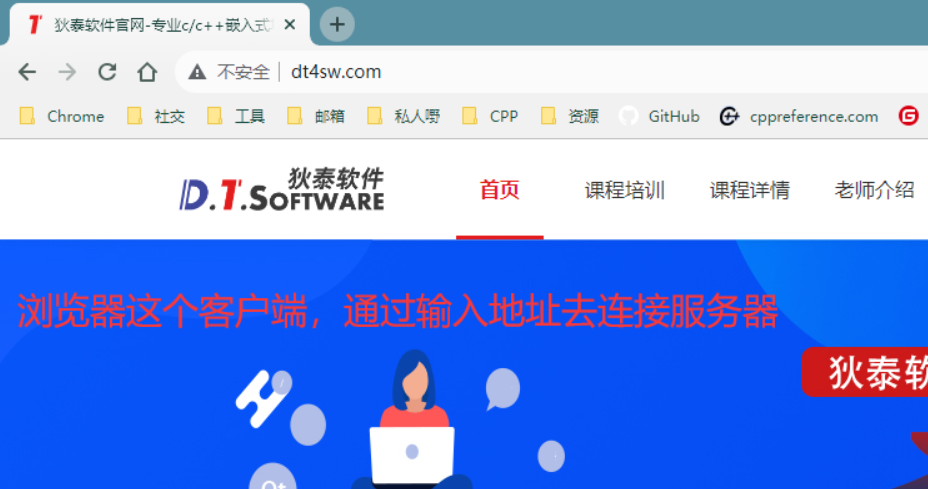 狄泰软件官网-专业c/c++嵌入式
不安全 dt4sw.com
Chrome 社交 工具 邮箱 私人嘢 CPP 资源 GitHub cppreference.com
狄泰软件
D.T.SOFTWARE
首页 课程培训 课程详情 老师介绍
浏览器这个客户端，通过输入地址去连接服务器
狄泰软
Qt